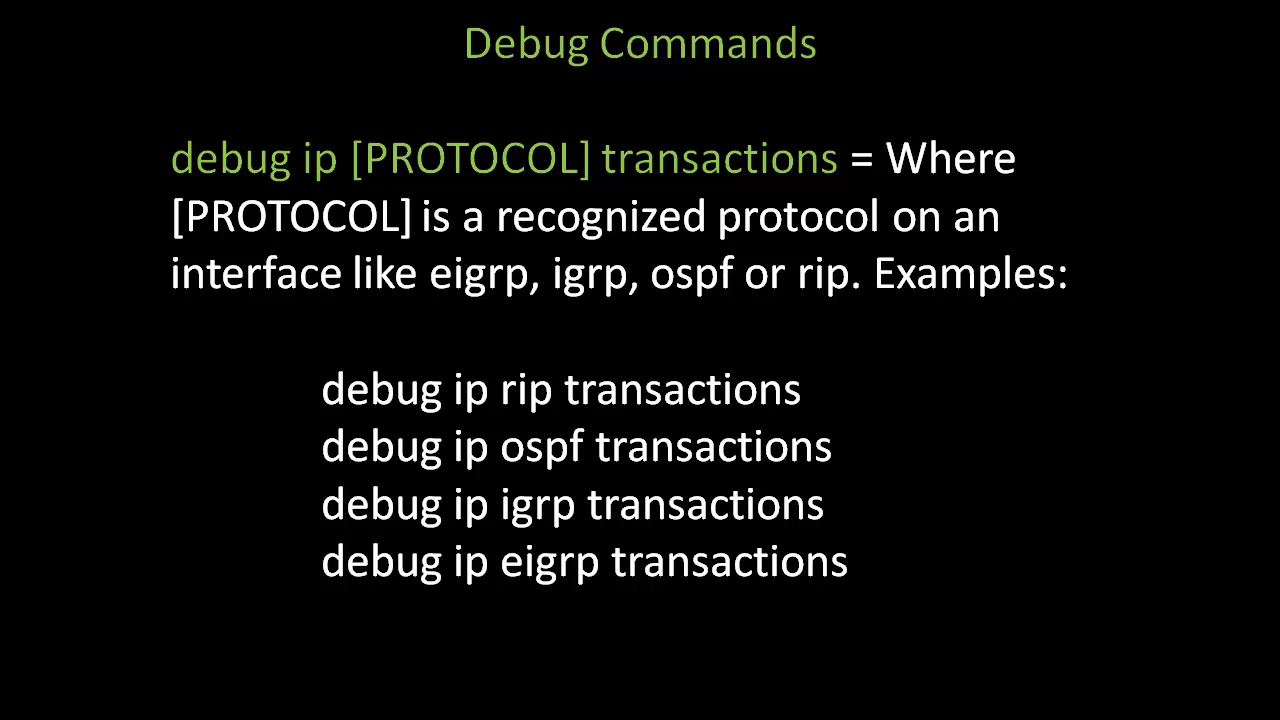 Debug Commands
debug ip [PROTOCOL] transactions = Where
[PROTOCOL] is a recognized protocol on an
interface like eigrp, igrp, ospf or rip. Examples:
debug ip rip transactions
debug ip ospf transactions
debug ip igrp transactions
debug ip eigrp transactions